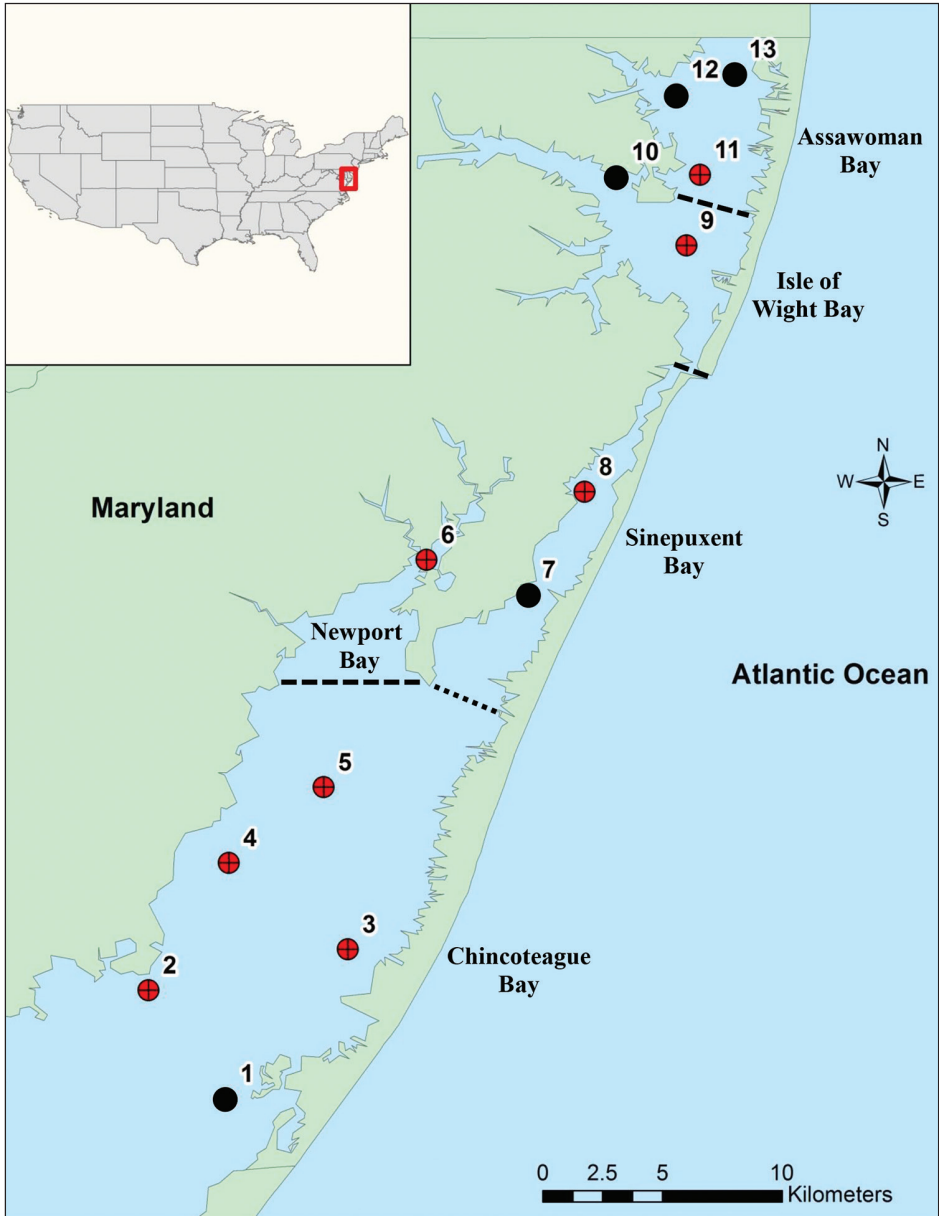 13
12
Assawoman
Bay
10
11
9
Isle of
Wight Bay
N
W
E
S
8
Maryland
Sinepuxent
Bay
6
7
Newport
Bay
Atlantic Ocean
5
4
3
Chincoteague
Bay
2
1
0 2.5 5 10
Kilometers